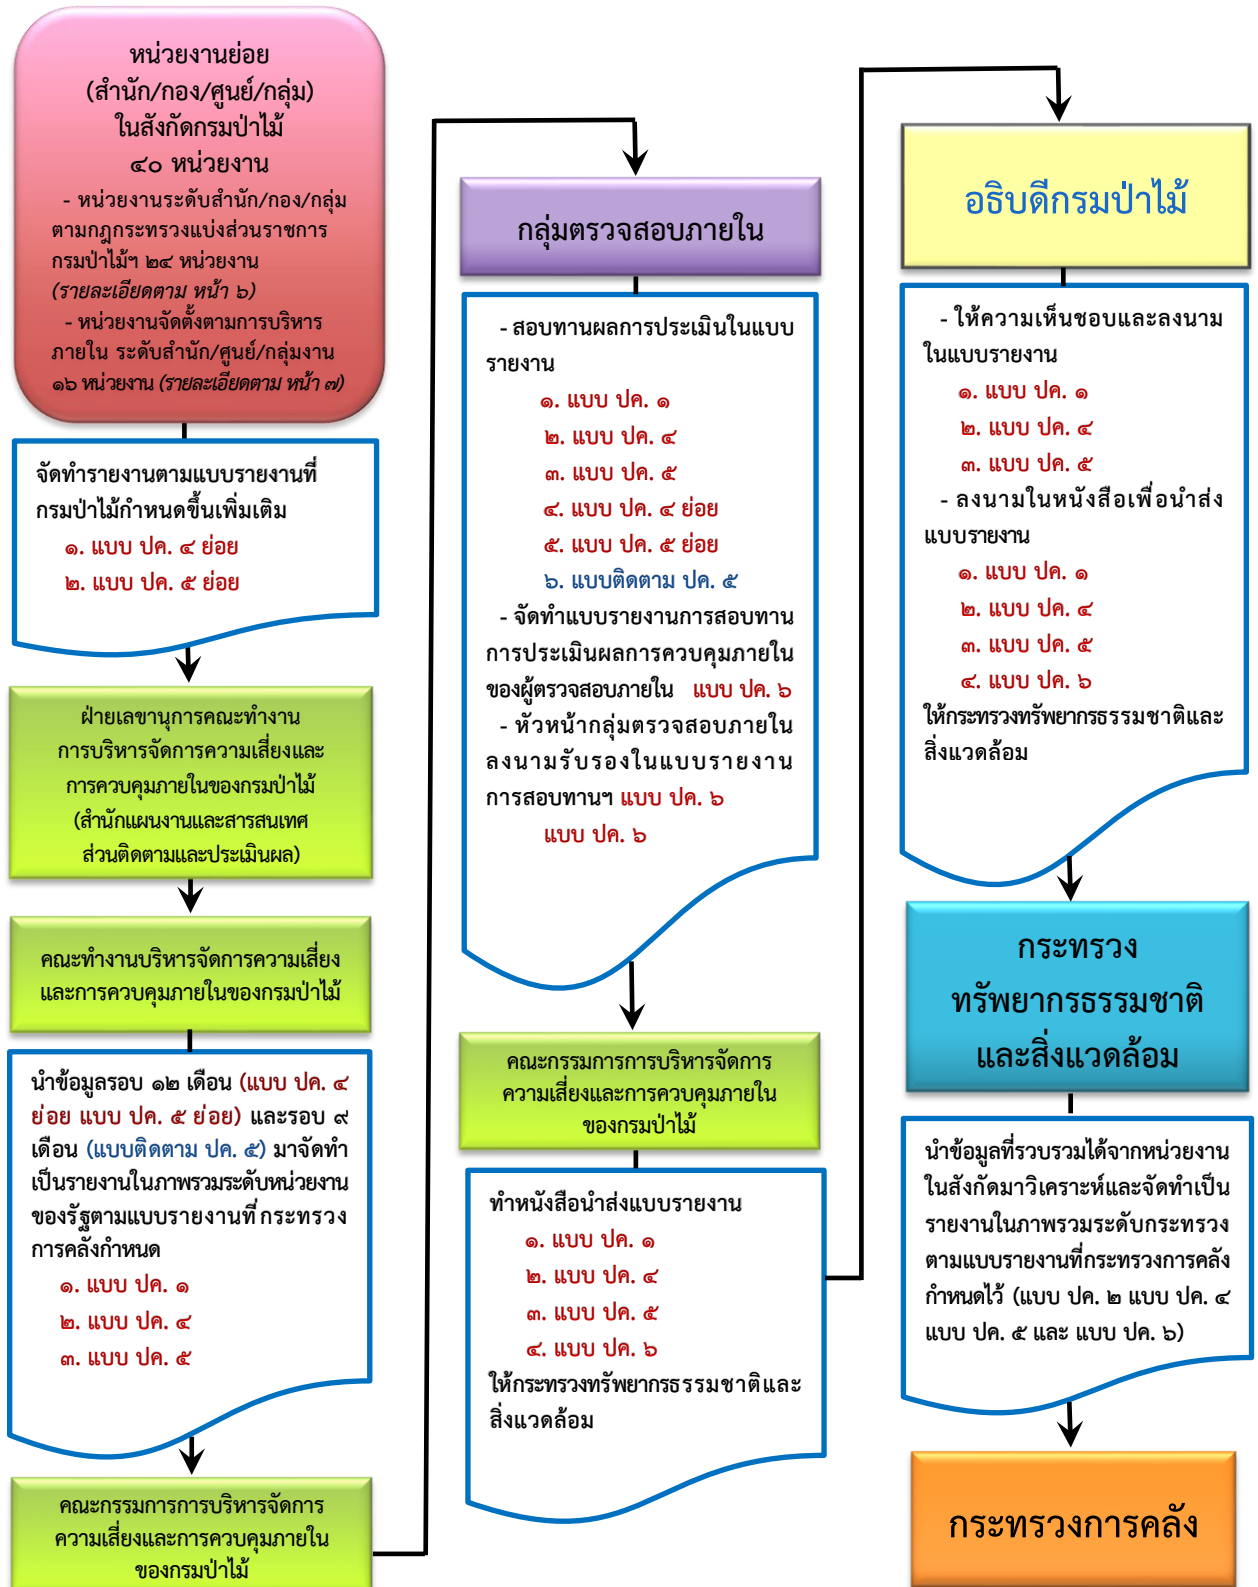 หน่วยงานย่อย
(สำนัก/กอง/ศูนย์/กลุ่ม)
ในสังกัดกรมป่าไม้
๔๐ หน่วยงาน
- หน่วยงานระดับสำนัก/กอง/กลุ่ม
ตามกฎกระทรวงแบ่งส่วนราชการ
กรมป่าไม้ฯ ๒๔ หน่วยงาน
(รายละเอียดตาม หน้า ๖)
- หน่วยงานจัดตั้งตามการบริหาร
ภายใน ระดับสำนัก/ศูนย์/กลุ่มงาน
๑๖ หน่วยงาน (รายละเอียดตาม หน้า ๗)
จัดทำรายงานตามแบบรายงานที่
กรมป่าไม้กำหนดขึ้นเพิ่มเติม
๑. แบบ ปค. ๔ ย่อย
๒. แบบ ปค. ๕ ย่อย
ฝ่ายเลขานุการคณะทำงาน
การบริหารจัดการความเสี่ยงและ
การควบคุมภายในของกรมป่าไม้
(สำนักแผนงานและสารสนเทศ
ส่วนติดตามและประเมินผล)
คณะทำงานบริหารจัดการความเสี่ยง
และการควบคุมภายในของกรมป่าไม้
นำข้อมูลรอบ ๑๒ เดือน (แบบ ปค. ๔
ย่อย แบบ ปค. ๕ ย่อย) และรอบ ๙
เดือน (แบบติดตาม ปค. ๕) มาจัดทำ
เป็นรายงานในภาพรวมระดับหน่วยงาน
ของรัฐตามแบบรายงานที่ กระทรวง
การคลังกำหนด
๑. แบบ ปค. ๑
๒. แบบ ปค. ๔
๓. แบบ ปค. ๕
คณะกรรมการการบริหารจัดการ
ความเสี่ยงและการควบคุมภายใน
ของกรมป่าไม้
กลุ่มตรวจสอบภายใน
- สอบทานผลการประเมินในแบบ
รายงาน
๑. แบบ ปค. ๑
๒. แบบ ปค. ๔
๓. แบบ ปค. ๕
๔. แบบ ปค. ๔ ย่อย
๕. แบบ ปค. ๕ ย่อย
๖. แบบติดตาม ปค. ๕
- จัดทำแบบรายงานการสอบทาน
การประเมินผลการควบคุมภายใน
ของผู้ตรวจสอบภายใน แบบ ปค. ๖
- หัวหน้ากลุ่มตรวจสอบภายใน
ลงนามรับรองในแบบรายงาน
การสอบทานฯ แบบ ปค. ๖
แบบ ปค. ๖
คณะกรรมการการบริหารจัดการ
ความเสี่ยงและการควบคุมภายใน
ของกรมป่าไม้
ทำหนังสือนำส่งแบบรายงาน
๑. แบบ ปค. ๑
๒. แบบ ปค. ๔
๓. แบบ ปค. ๕
๔. แบบ ปค. ๖
ให้กระทรวงทรัพยากรธรรมชาติและ
สิ่งแวดล้อม
อธิบดีกรมป่าไม้
- ให้ความเห็นชอบและลงนาม
ในแบบรายงาน
๑. แบบ ปค. ๑
๒. แบบ ปค. ๔
๓. แบบ ปค. ๕
- ลงนามในหนังสือเพื่อนำส่ง
แบบรายงาน
๑. แบบ ปค. ๑
๒. แบบ ปค. ๔
๓. แบบ ปค. ๕
๔. แบบ ปค. ๖
ให้กระทรวงทรัพยากรธรรมชาติและ
สิ่งแวดล้อม
กระทรวง
ทรัพยากรธรรมชาติ
และสิ่งแวดล้อม
นำข้อมูลที่รวบรวมได้จากหน่วยงาน
ในสังกัดมาวิเคราะห์และจัดทำเป็น
รายงานในภาพรวมระดับกระทรวง
ตามแบบรายงานที่กระทรวงการคลัง
กำหนดไว้ (แบบ ปค. ๒ แบบ ปค. ๔
แบบ ปค. ๕ และ แบบ ปค. ๖)
กระทรวงการคลัง